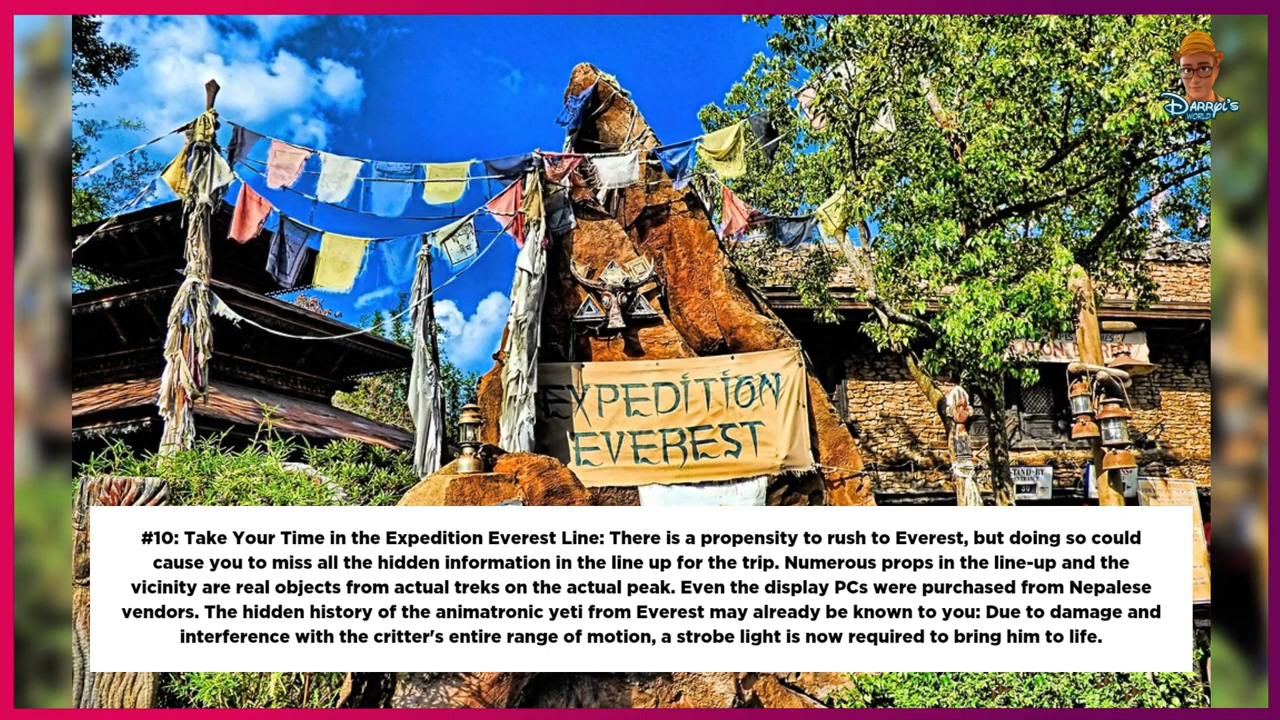 DARRYL'S
WORLD
EXPEDITION
EVEREST
STAND-BY
ENTRANCE
#10: Take Your Time in the Expedition Everest Line: There is a propensity to rush to Everest, but doing so could
cause you to miss all the hidden information in the line up for the trip. Numerous props in the line-up and the
vicinity are real objects from actual treks on the actual peak. Even the display PCs were purchased from Nepalese
vendors. The hidden history of the animatronic yeti from Everest may already be known to you: Due to damage and
interference with the critter's entire range of motion, a strobe light is now required to bring him to life.